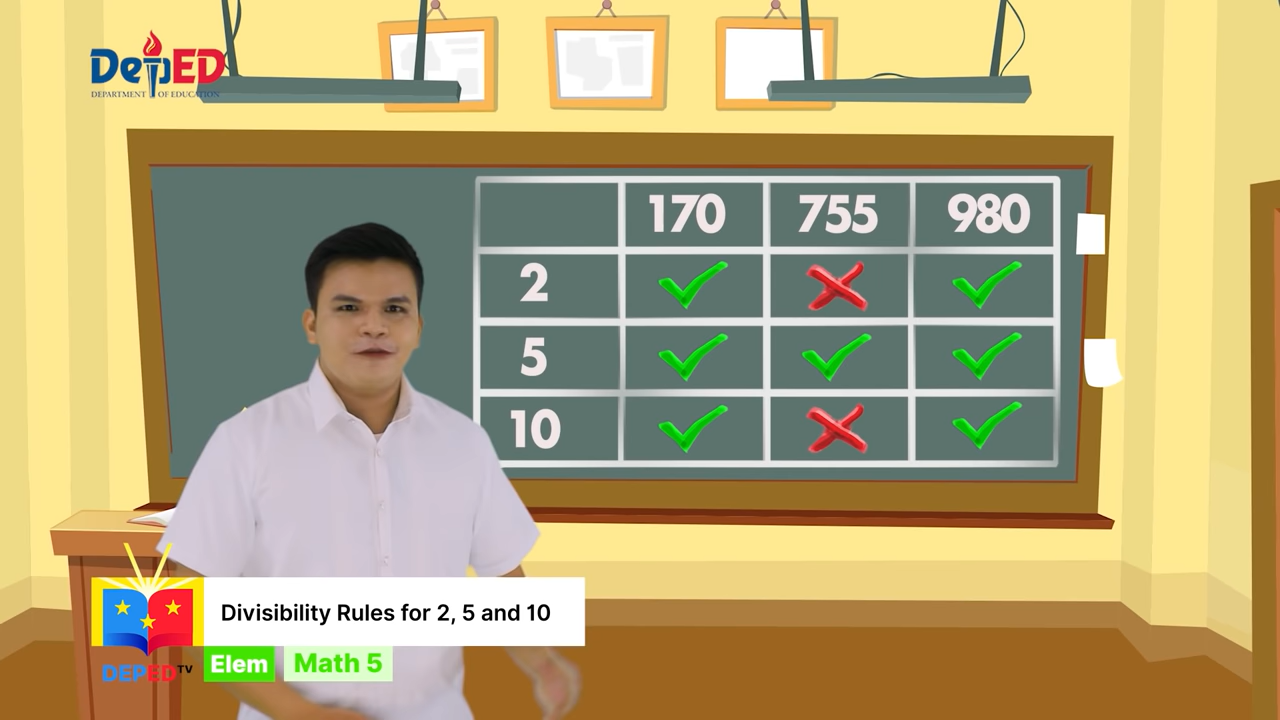 DepED
DEPARTMENT OF EDUCATION
170 755 980
2
5
10
Divisibility Rules for 2, 5 and 10
DEPED TV
Elem Math 5